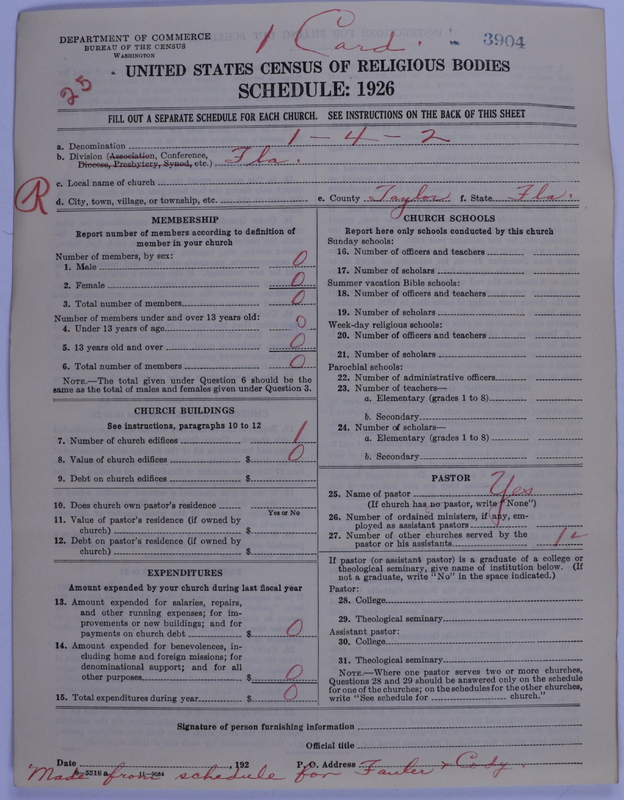 DEPARTMENT OF COMMERCE
BUREAU OF THE CENSUS
WASHINGTON
1 Card.
3904
25
UNITED STATES CENSUS OF RELIGIOUS BODIES
SCHEDULE: 1926
FILL OUT A SEPARATE SCHEDULE FOR EACH CHURCH. SEE INSTRUCTIONS ON THE BACK OF THIS SHEET
a. Denomination 1-4-2
b. Division (Association, Conference, Fla.
Diocese, Presbytery, Synod, etc.)
c. Local name of church
R
d. City, town, village, or township, etc. e. County Taylor f. State Fla.
MEMBERSHIP
Report number of members according to definition of
member in your church
Number of members, by sex:
1. Male 0
2. Female 0
3. Total number of members 0
Number of members under and over 13 years old:
4. Under 13 years of age 0
5. 13 years old and over 0
6. Total number of members 0
NOTE.—The total given under Question 6 should be
same as the total of males and females given under Question 3.
CHURCH BUILDINGS
See instructions, paragraphs 10 to 12
7. Number of church edifices 1
8. Value of church edifices $ 0
9. Debt on church edifices $
10. Does church own pastor's residence
Yes or No
11. Value of pastor's residence (if owned by
church) $
12. Debt on pastor's residence (if owned by
church) $
EXPENDITURES
Amount expended by your church during last fiscal year
13. Amount expended for salaries, repairs,
and other running expenses; for im-
provements or new buildings; and for
payments on church debt $ 0
14. Amount expended for benevolences, in-
cluding home and foreign missions; for
denominational support; and for all
other purposes $ 0
15. Total expenditures during year $ 0
CHURCH SCHOOLS
Report here only schools conducted by this church
Sunday schools:
16. Number of officers and teachers
17. Number of scholars
Summer vacation Bible schools:
18. Number of officers and teachers
19. Number of scholars
Week-day religious schools:
20. Number of officers and teachers
21. Number of scholars
Parochial schools:
22. Number of administrative officers
23. Number of teachers—
a. Elementary (grades 1 to 8)
b. Secondary
24. Number of scholars—
a. Elementary (grades 1 to 8)
b. Secondary
PASTOR
25. Name of pastor Yes
(If church has no pastor, write "None")
26. Number of ordained ministers, if any, em-
ployed as assistant pastors
27. Number of other churches served by the
pastor or his assistants
If pastor (or assistant pastor) is a graduate of a college or
theological seminary, give name of institution below. (If
not a graduate, write "No" in the space indicated.)
Pastor:
28. College
29. Theological seminary
Assistant pastor:
30. College
31. Theological seminary
NOTE.—Where one pastor serves two or more churches,
Questions 28 and 29 should be answered only on the schedule
for one of the churches; on the schedules for the other churches,
write "See schedule for church."
Signature of person furnishing information
Official title
Date , 192 P. O. Address
11—9034
Made from schedule for & Cody.